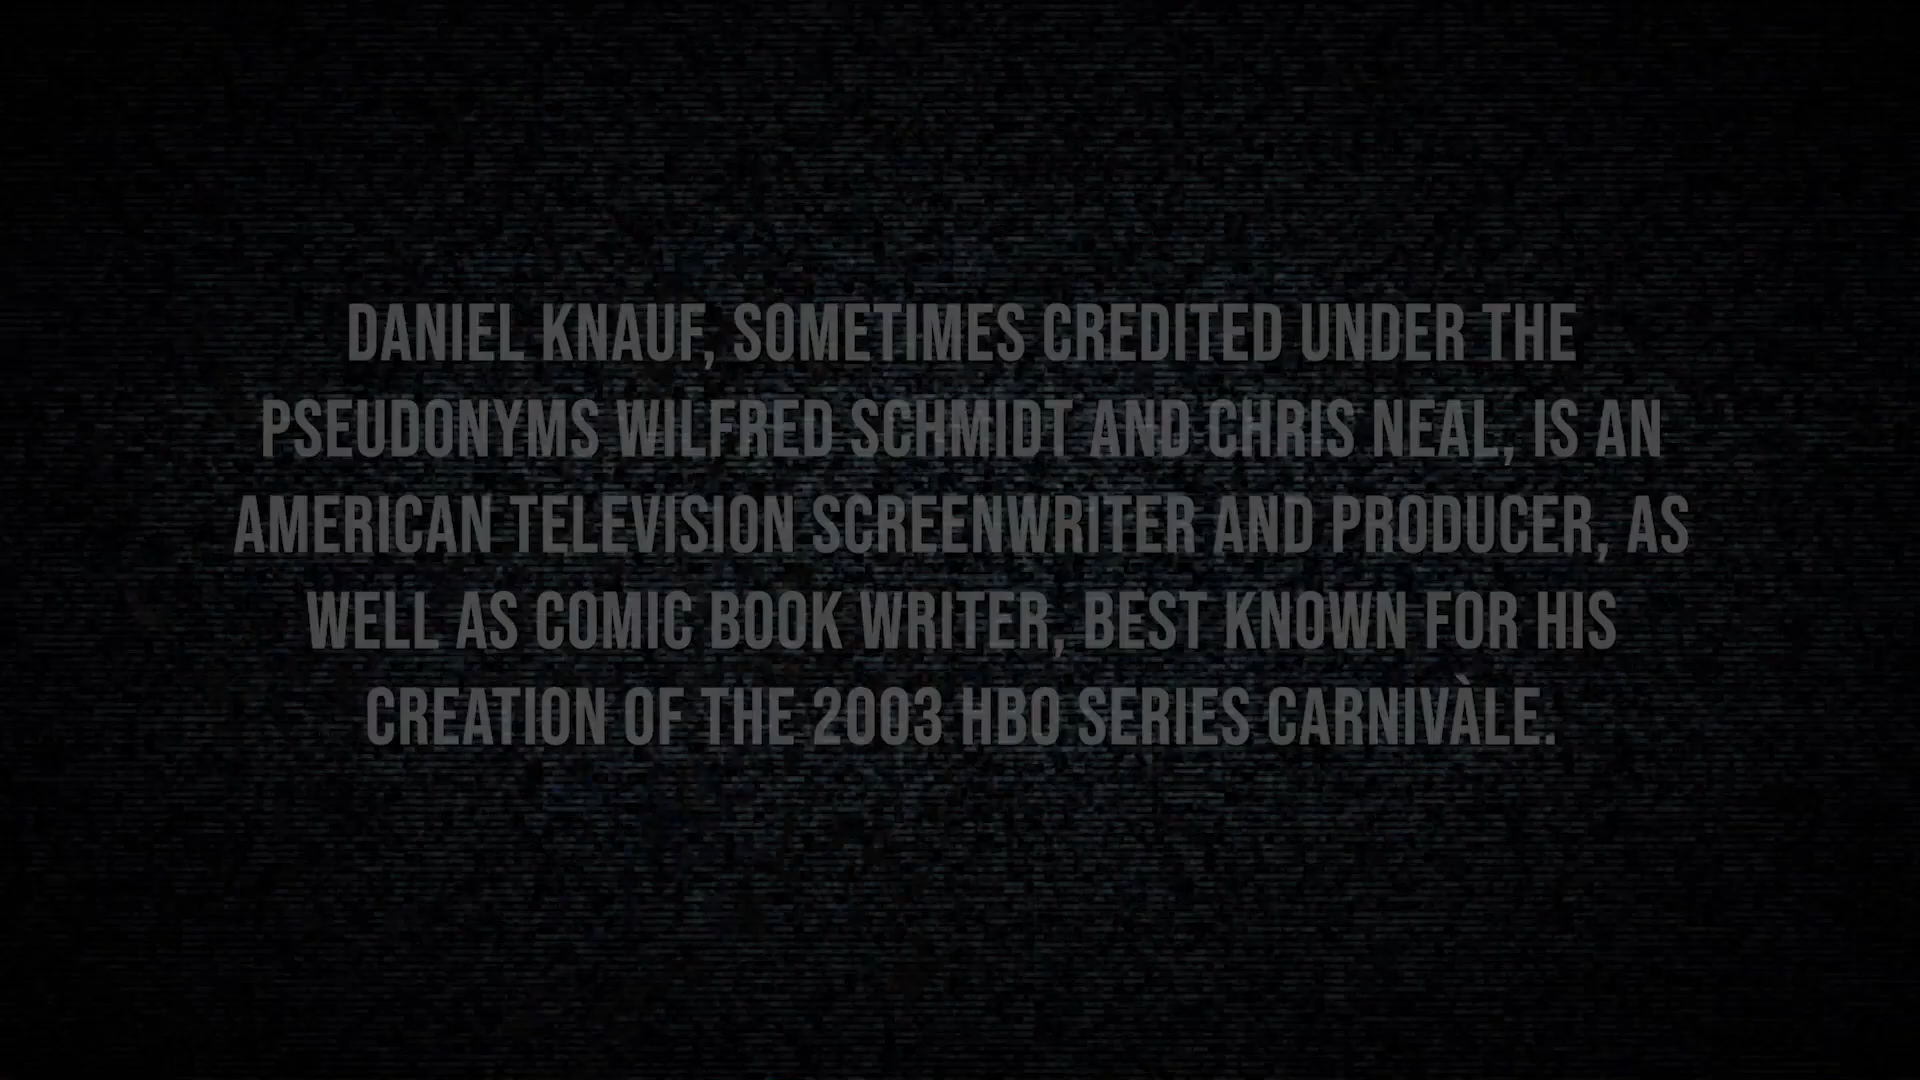 DANIEL KNAUF, SOMETIMES CREDITED UNDER THE
PSEUDONYMS WILFRED SCHMIDT AND CHRIS NEAL, IS AN
AMERICAN TELEVISION SCREENWRITER AND PRODUCER, AS
WELL AS COMIC BOOK WRITER, BEST KNOWN FOR HIS
CREATION OF THE 2003 HBO SERIES CARNIVÀLE.